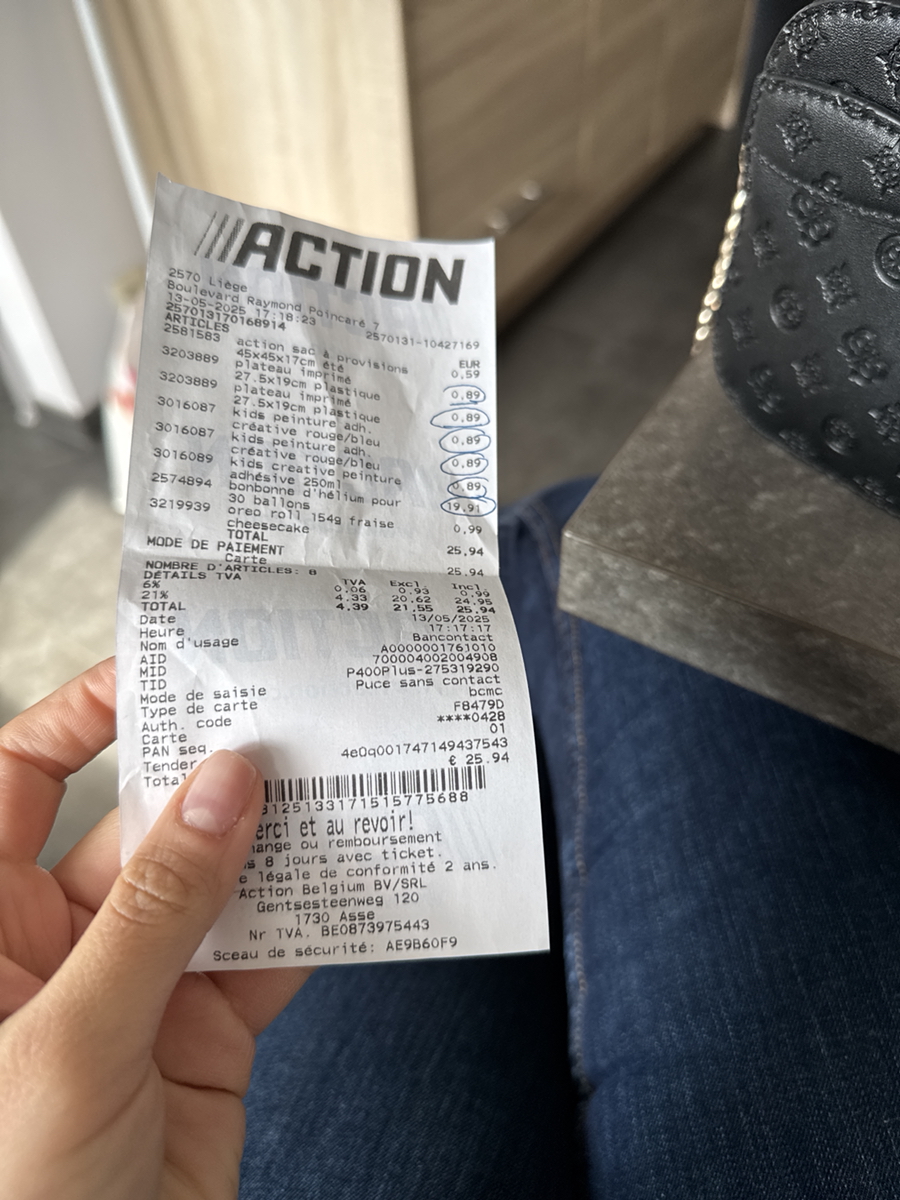 ///ACTION
2570 Liège
Boulevard Raymond Poincaré 7
13-05-2025 17:18:23 2570131-10427169
257013170168914
ARTICLES EUR
2581583 action sac à provisions 0,59
45x45x17cm été
3203889 plateau imprimé 0,89
27.5x19cm plastique
3203889 plateau imprimé 0,89
27.5x19cm plastique
3016087 kids peinture adh. 0,89
créative rouge/bleu
3016087 kids peinture adh. 0,89
créative rouge/bleu
3016089 kids creative peinture 0,89
adhésive 250ml
2574894 bonbonne d'hélium pour 19,91
30 ballons
3219939 oreo roll 154g fraise 0,99
cheesecake
TOTAL 25,94
MODE DE PAIEMENT
Carte 25,94
NOMBRE D'ARTICLES: 8
DÉTAILS TVA TVA Excl. Incl.
6% 0.06 0.93 0.99
21% 4.33 20.62 24.95
TOTAL 4.39 21.55 25.94
Date 13/05/2025
Heure 17:17:17
Nom d'usage Bancontact
AID A0000001761010
MID 700004002004908
TID P400Plus-275319290
Mode de saisie Puce sans contact
Type de carte bcmc
Auth. code F8479D
Carte ****0428
PAN seq. 01
Tender 4e0q001747149437543
Total € 25.94
31251331715157​75688
erci et au revoir!
ange ou remboursement
s 8 jours avec ticket.
e légale de conformité 2 ans.
Action Belgium BV/SRL
Gentsesteenweg 120
1730 Asse
Nr TVA. BE0873975443
Sceau de sécurité: AE9B60F9